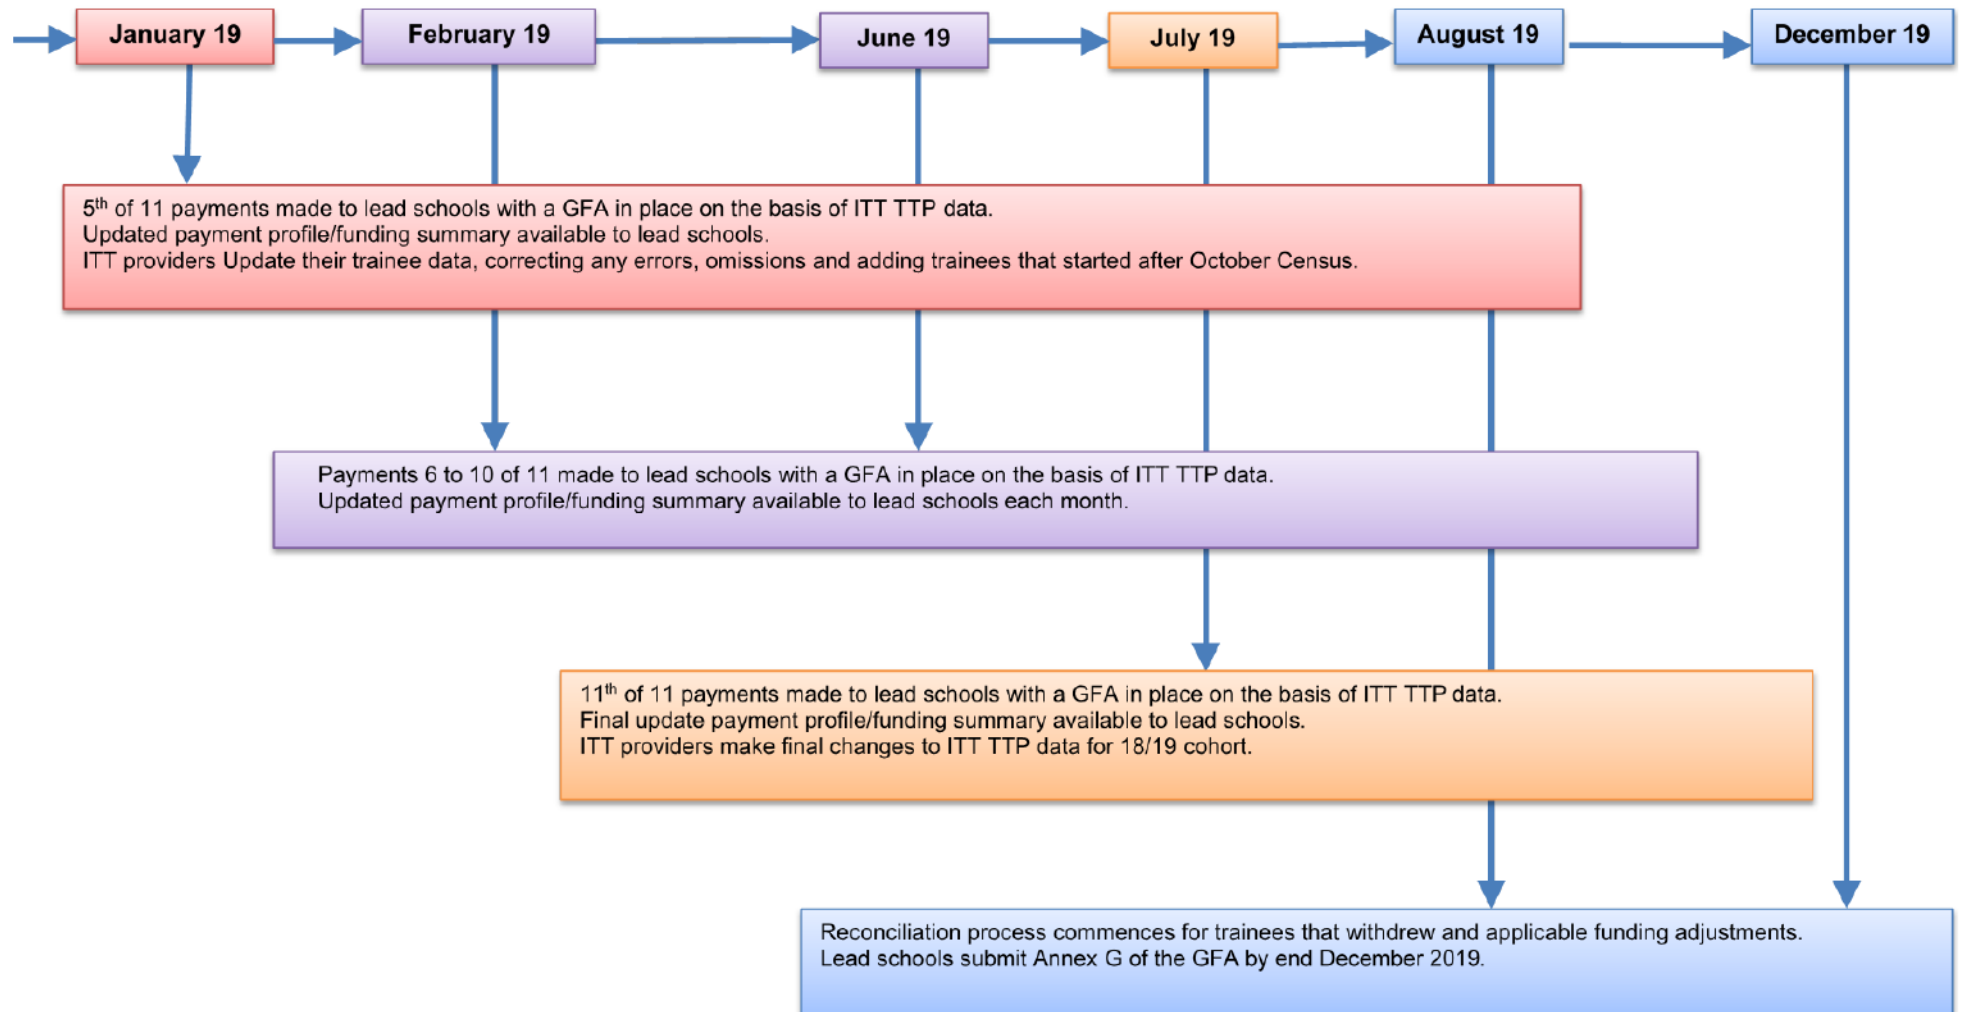 January 19
February 19
June 19
July 19
August 19
December 19
5th of 11 payments made to lead schools with a GFA in place on the basis of ITT TTP data.
Updated payment profile/funding summary available to lead schools.
ITT providers Update their trainee data, correcting any errors, omissions and adding trainees that started after October Census.
Payments 6 to 10 of 11 made to lead schools with a GFA in place on the basis of ITT TTP data.
Updated payment profile/funding summary available to lead schools each month.
11th of 11 payments made to lead schools with a GFA in place on the basis of ITT TTP data.
Final update payment profile/funding summary available to lead schools.
ITT providers make final changes to ITT TTP data for 18/19 cohort.
Reconciliation process commences for trainees that withdrew and applicable funding adjustments.
Lead schools submit Annex G of the GFA by end December 2019.